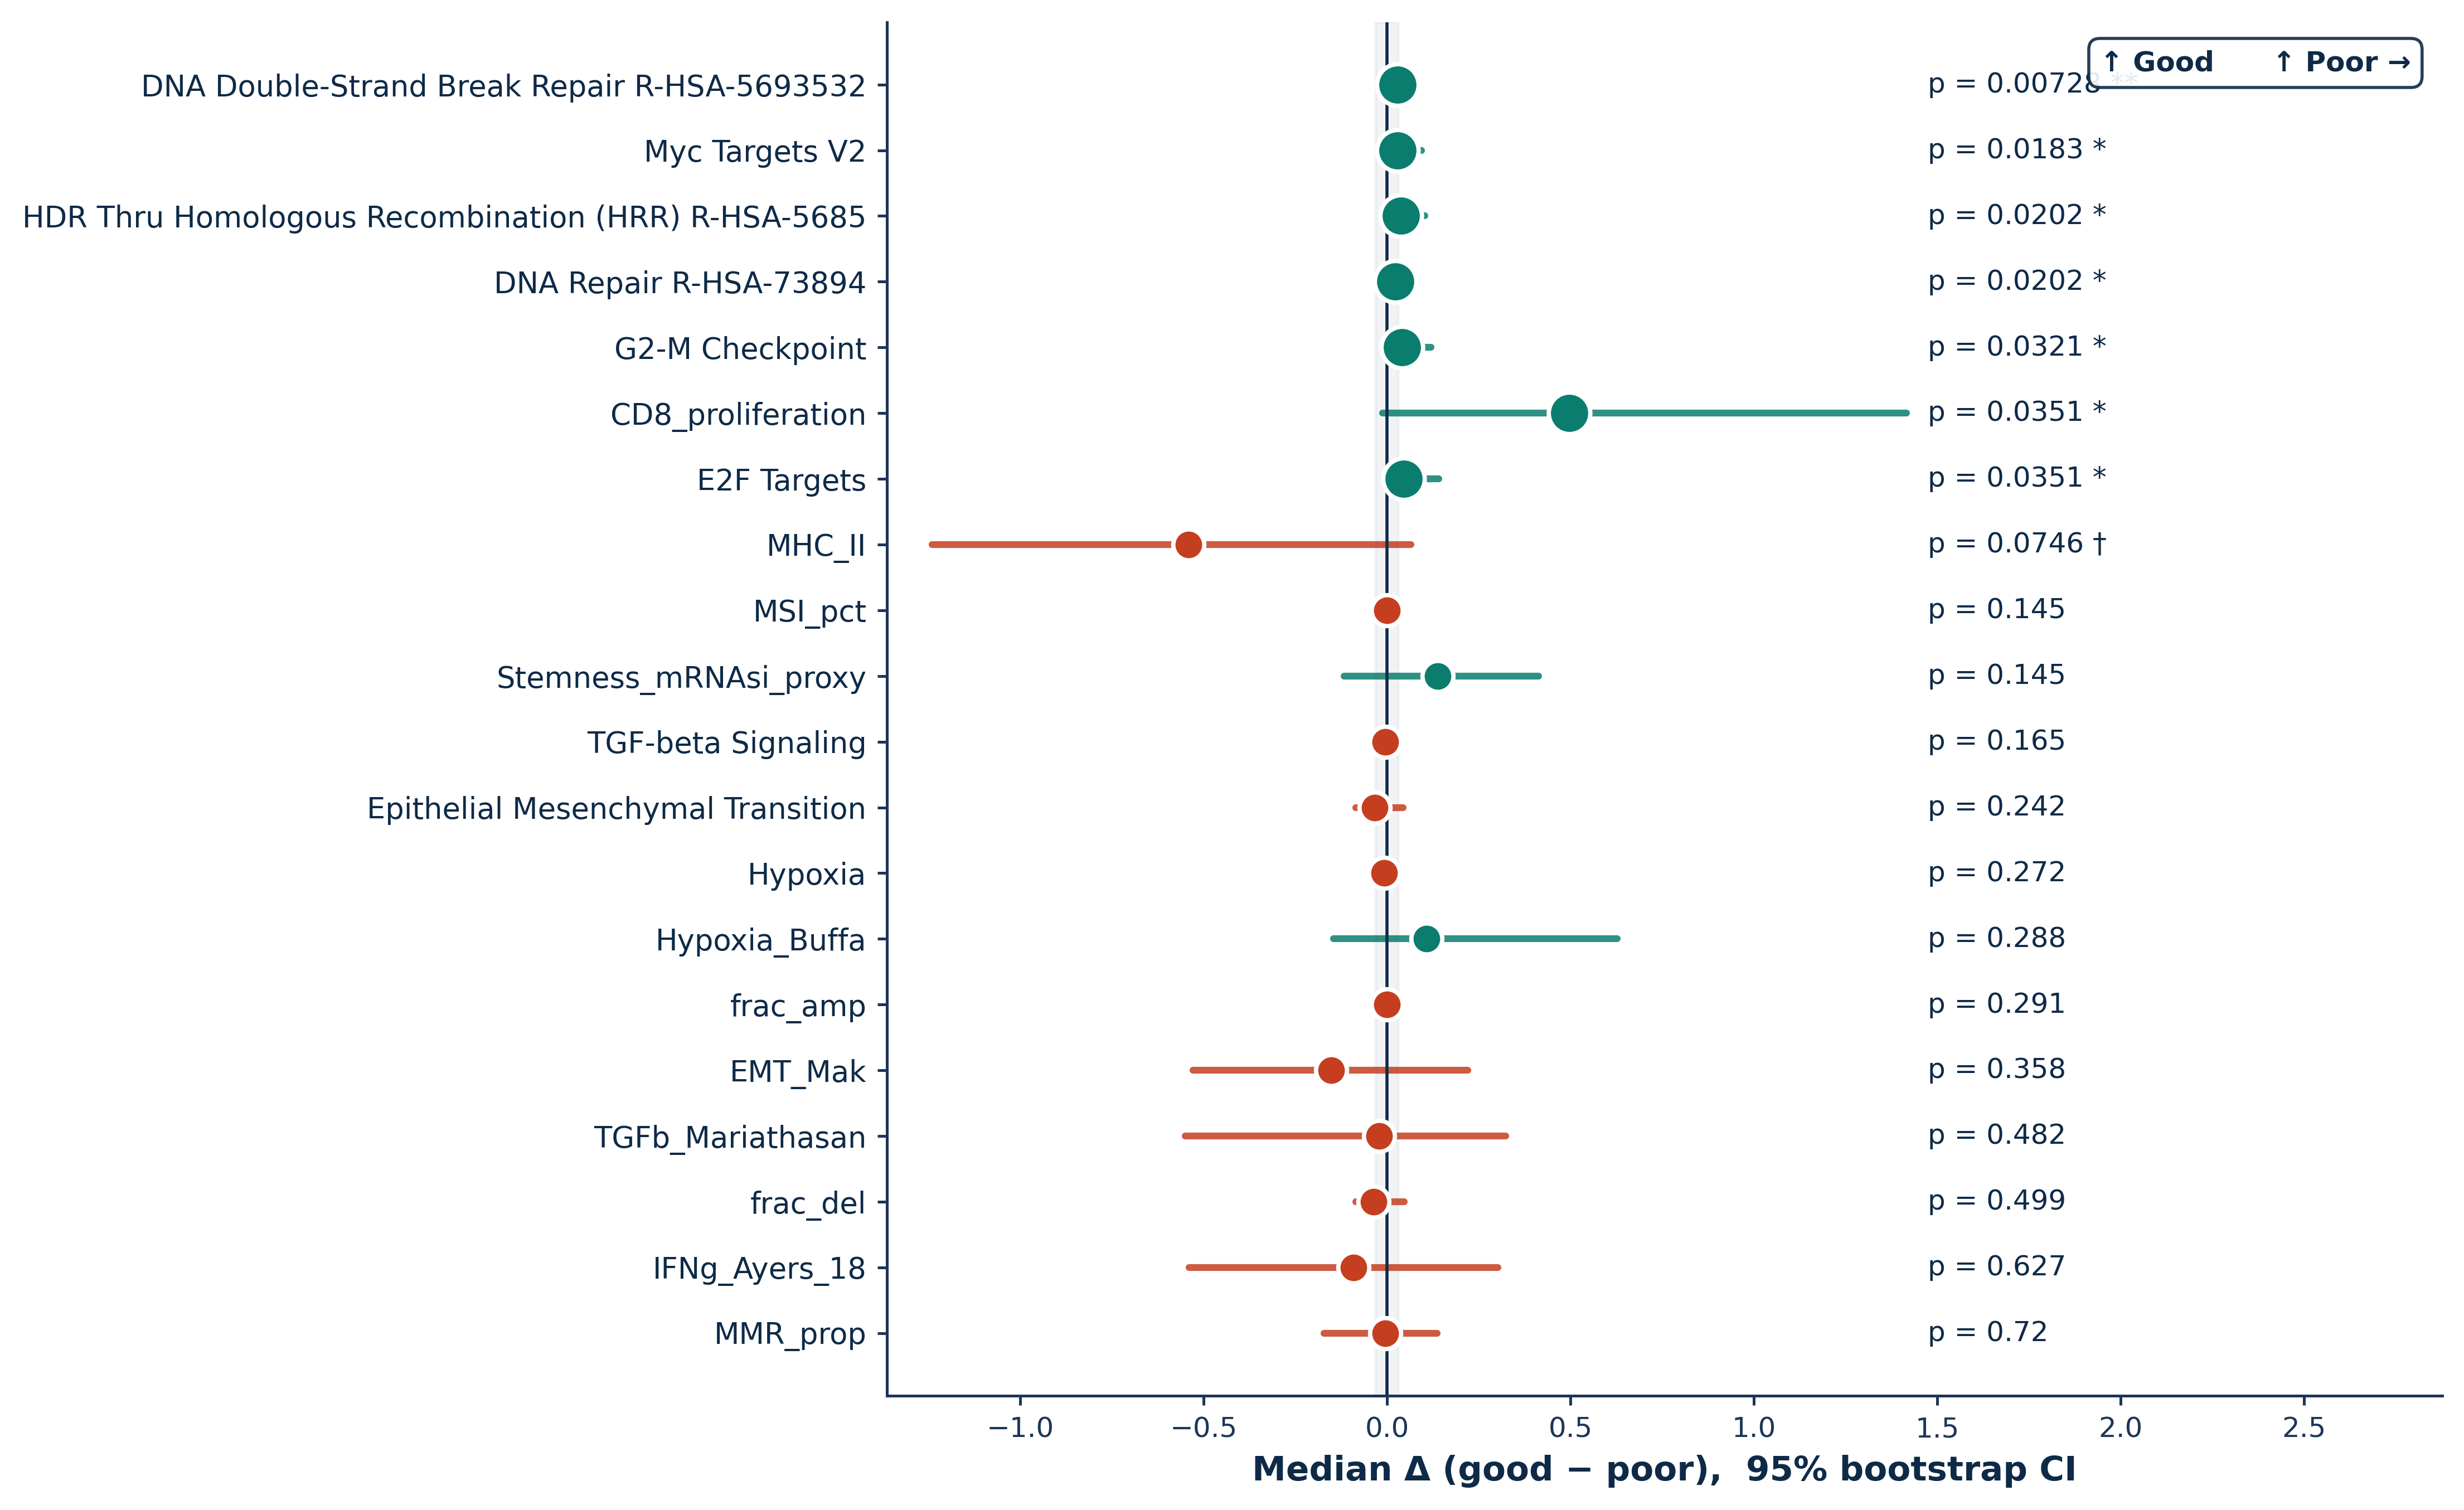 ↑ Good ↑ Poor →
DNA Double-Strand Break Repair R-HSA-5693532 p = 0.00728 **
Myc Targets V2 p = 0.0183 *
HDR Thru Homologous Recombination (HRR) R-HSA-5685 p = 0.0202 *
DNA Repair R-HSA-73894 p = 0.0202 *
G2-M Checkpoint p = 0.0321 *
CD8_proliferation p = 0.0351 *
E2F Targets p = 0.0351 *
MHC_II p = 0.0746 †
MSI_pct p = 0.145
Stemness_mRNAsi_proxy p = 0.145
TGF-beta Signaling p = 0.165
Epithelial Mesenchymal Transition p = 0.242
Hypoxia p = 0.272
Hypoxia_Buffa p = 0.288
frac_amp p = 0.291
EMT_Mak p = 0.358
TGFb_Mariathasan p = 0.482
frac_del p = 0.499
IFNg_Ayers_18 p = 0.627
MMR_prop p = 0.72
−1.0 −0.5 0.0 0.5 1.0 1.5 2.0 2.5
Median Δ (good − poor), 95% bootstrap CI